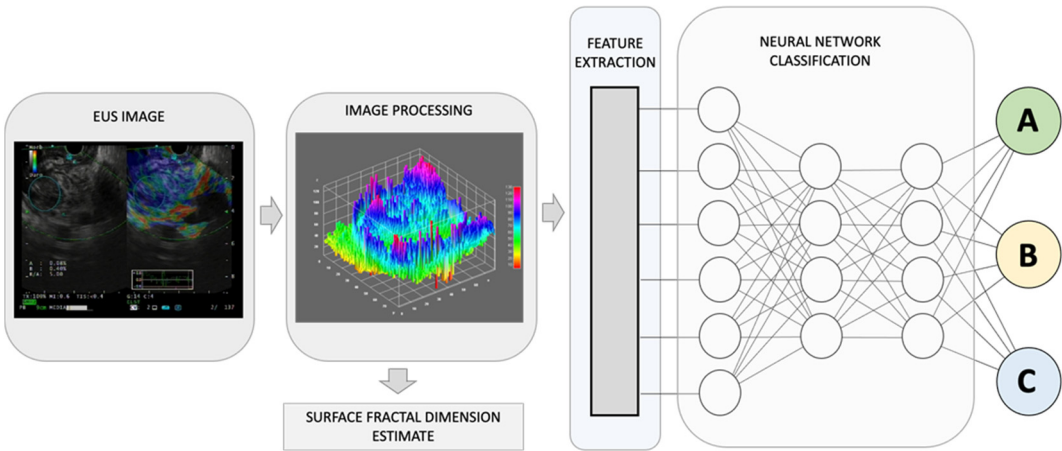 EUS IMAGE
IMAGE PROCESSING
SURFACE FRACTAL DIMENSION
ESTIMATE
FEATURE
EXTRACTION
NEURAL NETWORK
CLASSIFICATION
A
B
C